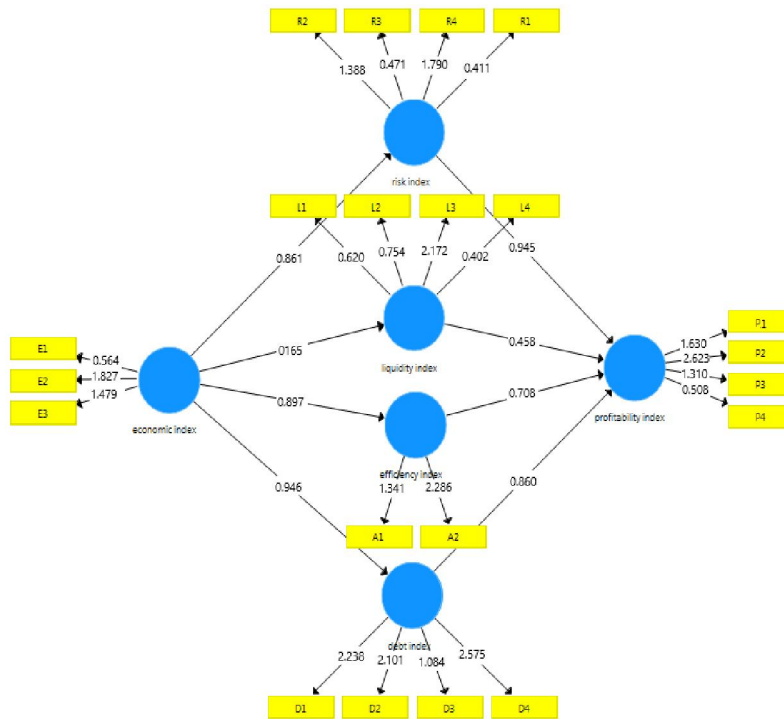 R2 R3 R4 R1
1.388 0.471 1.790 0.411
risk index
L1 L2 L3 L4
0.620 0.754 2.172 0.402
0.861 0.945
0165 0.458
liquidity index
E1
E2
E3
0.564
1.827
1.479
economic index
0.897 0.708
efficiency index
1.341 2.286
A1 A2
P.1
P2
P3
P4
1.630
2.623
1.310
0.508
profitability index
0.946 0.860
debt index
2.238 2.101 1.084 2.575
D1 D2 D3 D4